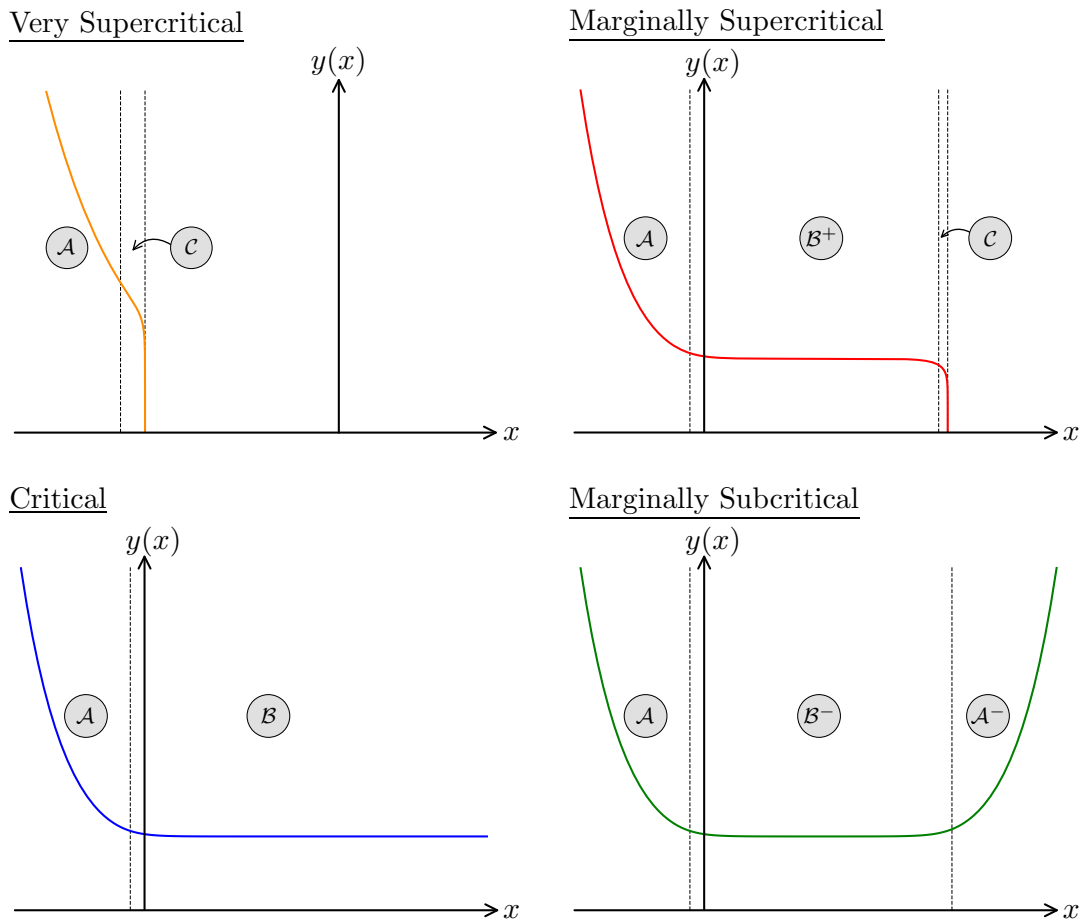 Very Supercritical
y(x)
𝒜
𝒞
x
Marginally Supercritical
y(x)
𝒜
ℬ⁺
𝒞
x
Critical
y(x)
𝒜
ℬ
x
Marginally Subcritical
y(x)
𝒜
ℬ⁻
𝒜⁻
x